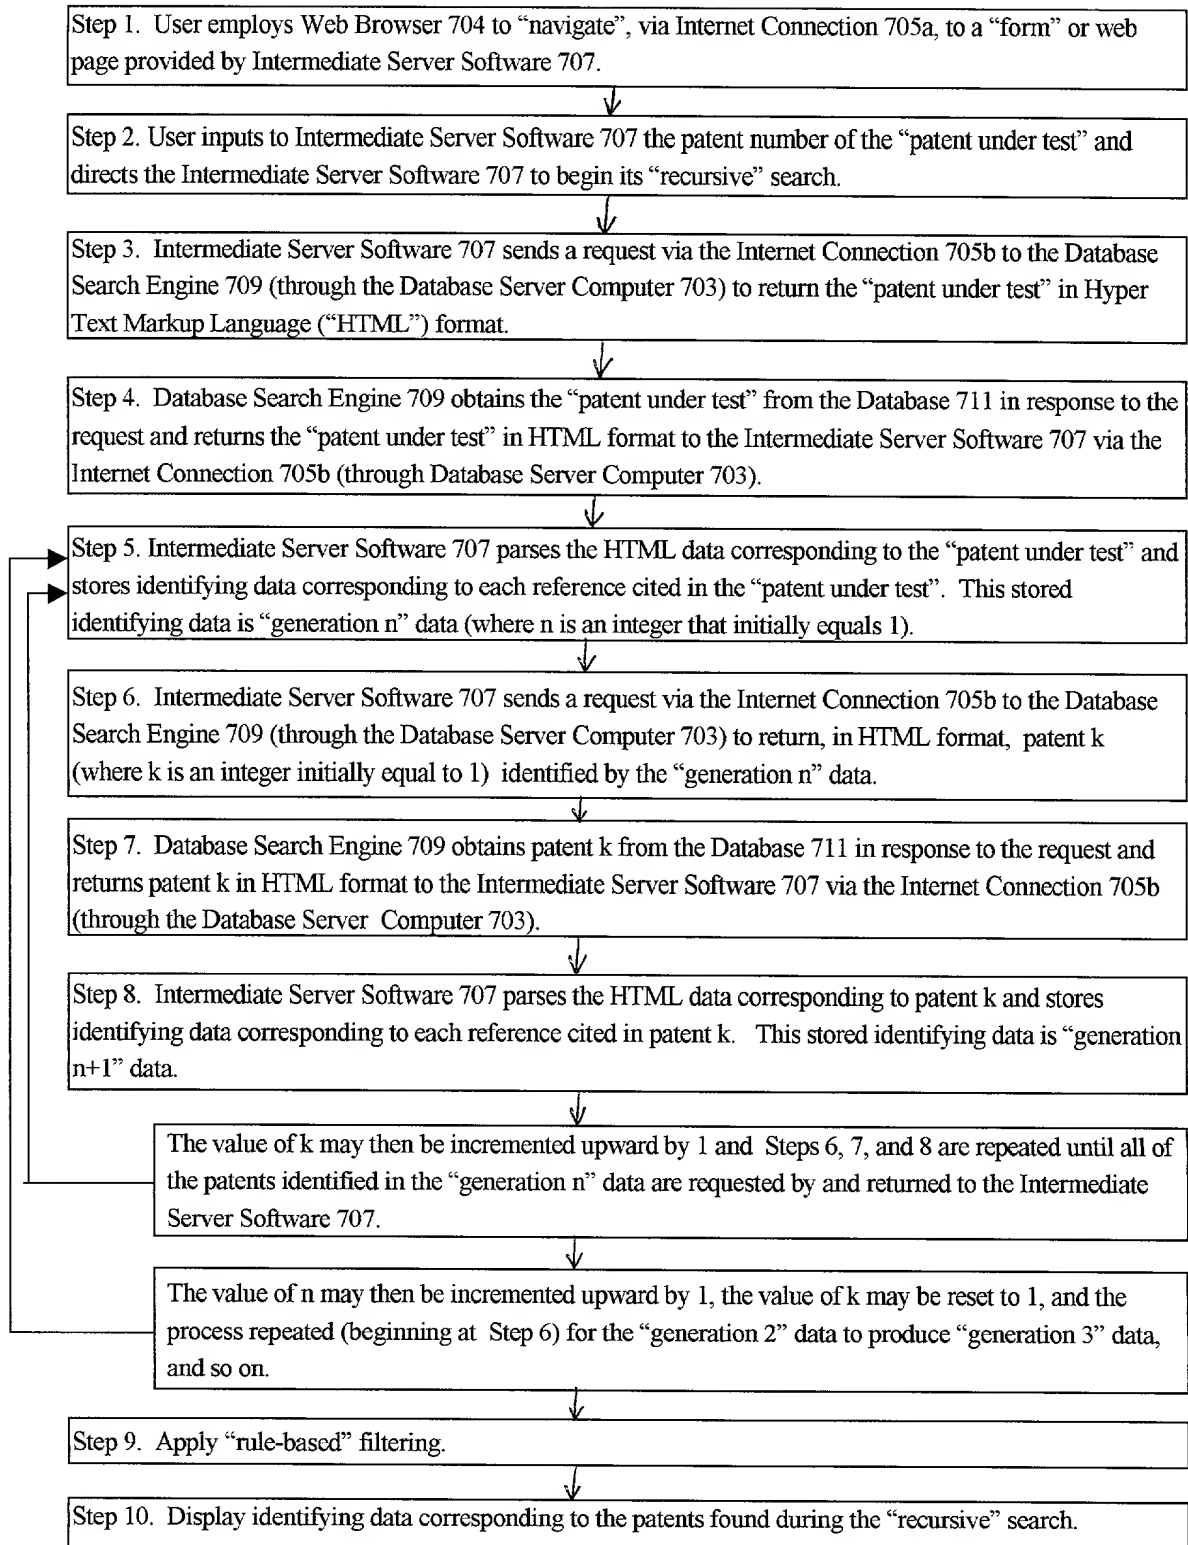 Step 1. User employs Web Browser 704 to “navigate”, via Internet Connection 705a, to a “form” or web
page provided by Intermediate Server Software 707.
Step 2. User inputs to Intermediate Server Software 707 the patent number of the “patent under test” and
directs the Intermediate Server Software 707 to begin its “recursive” search.
Step 3. Intermediate Server Software 707 sends a request via the Internet Connection 705b to the Database
Search Engine 709 (through the Database Server Computer 703) to return the “patent under test” in Hyper
Text Markup Language (“HTML”) format.
Step 4. Database Search Engine 709 obtains the “patent under test” from the Database 711 in response to the
request and returns the “patent under test” in HTML format to the Intermediate Server Software 707 via the
Internet Connection 705b (through Database Server Computer 703).
Step 5. Intermediate Server Software 707 parses the HTML data corresponding to the “patent under test” and
stores identifying data corresponding to each reference cited in the “patent under test”. This stored
identifying data is “generation n” data (where n is an integer that initially equals 1).
Step 6. Intermediate Server Software 707 sends a request via the Internet Connection 705b to the Database
Search Engine 709 (through the Database Server Computer 703) to return, in HTML format, patent k
(where k is an integer initially equal to 1) identified by the “generation n” data.
Step 7. Database Search Engine 709 obtains patent k from the Database 711 in response to the request and
returns patent k in HTML format to the Intermediate Server Software 707 via the Internet Connection 705b
(through the Database Server Computer 703).
Step 8. Intermediate Server Software 707 parses the HTML data corresponding to patent k and stores
identifying data corresponding to each reference cited in patent k. This stored identifying data is “generation
n+1” data.
The value of k may then be incremented upward by 1 and Steps 6, 7, and 8 are repeated until all of
the patents identified in the “generation n” data are requested by and returned to the Intermediate
Server Software 707.
The value of n may then be incremented upward by 1, the value of k may be reset to 1, and the
process repeated (beginning at Step 6) for the “generation 2” data to produce “generation 3” data,
and so on.
Step 9. Apply “rule-based” filtering.
Step 10. Display identifying data corresponding to the patents found during the “recursive” search.